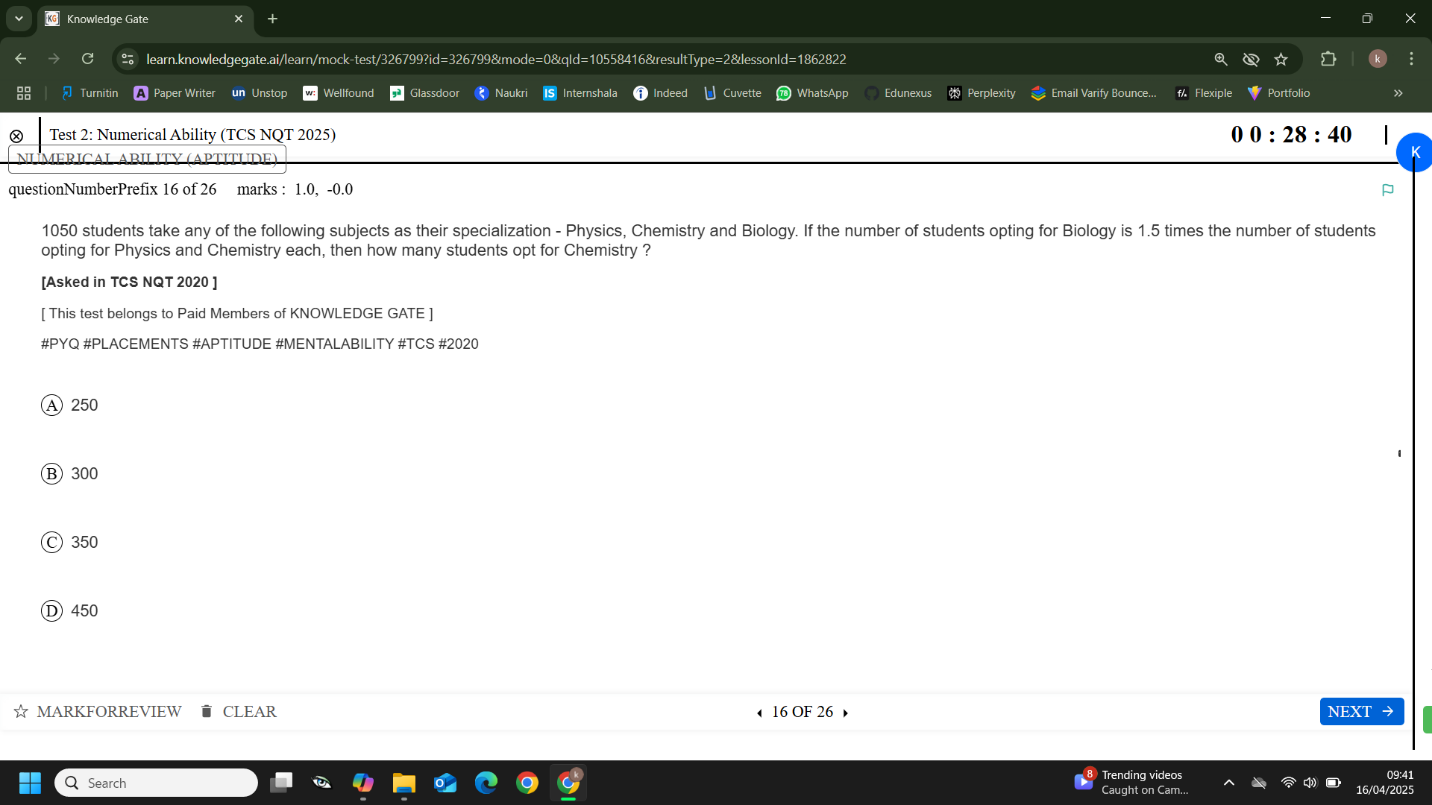 KG Knowledge Gate
learn.knowledgegate.ai/learn/mock-test/326799?id=326799&mode=0&qId=10558416&resultType=2&lessonId=1862822
k
Turnitin A Paper Writer un Unstop w: Wellfound Glassdoor Naukri IS Internshala Indeed Cuvette 78 WhatsApp Edunexus Perplexity Email Varify Bounce... f/. Flexiple Portfolio »
Test 2: Numerical Ability (TCS NQT 2025)
0 0 : 28 : 40
K
NUMERICAL ABILITY (APTITUDE)
questionNumberPrefix 16 of 26 marks : 1.0, -0.0
1050 students take any of the following subjects as their specialization - Physics, Chemistry and Biology. If the number of students opting for Biology is 1.5 times the number of students
opting for Physics and Chemistry each, then how many students opt for Chemistry ?
[Asked in TCS NQT 2020 ]
[ This test belongs to Paid Members of KNOWLEDGE GATE ]
#PYQ #PLACEMENTS #APTITUDE #MENTALABILITY #TCS #2020
A 250
B 300
C 350
D 450
MARKFORREVIEW CLEAR
16 OF 26
NEXT
Search
k
8 Trending videos
Caught on Cam...
09:41
16/04/2025